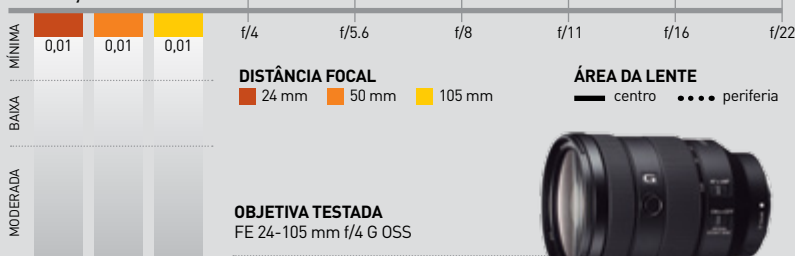 f/4 f/5.6 f/8 f/11 f/16 f/22
MÍNIMA
0,01 0,01 0,01
BAIXA
MODERADA
DISTÂNCIA FOCAL
24 mm 50 mm 105 mm
ÁREA DA LENTE
centro periferia
OBJETIVA TESTADA
FE 24-105 mm f/4 G OSS
G